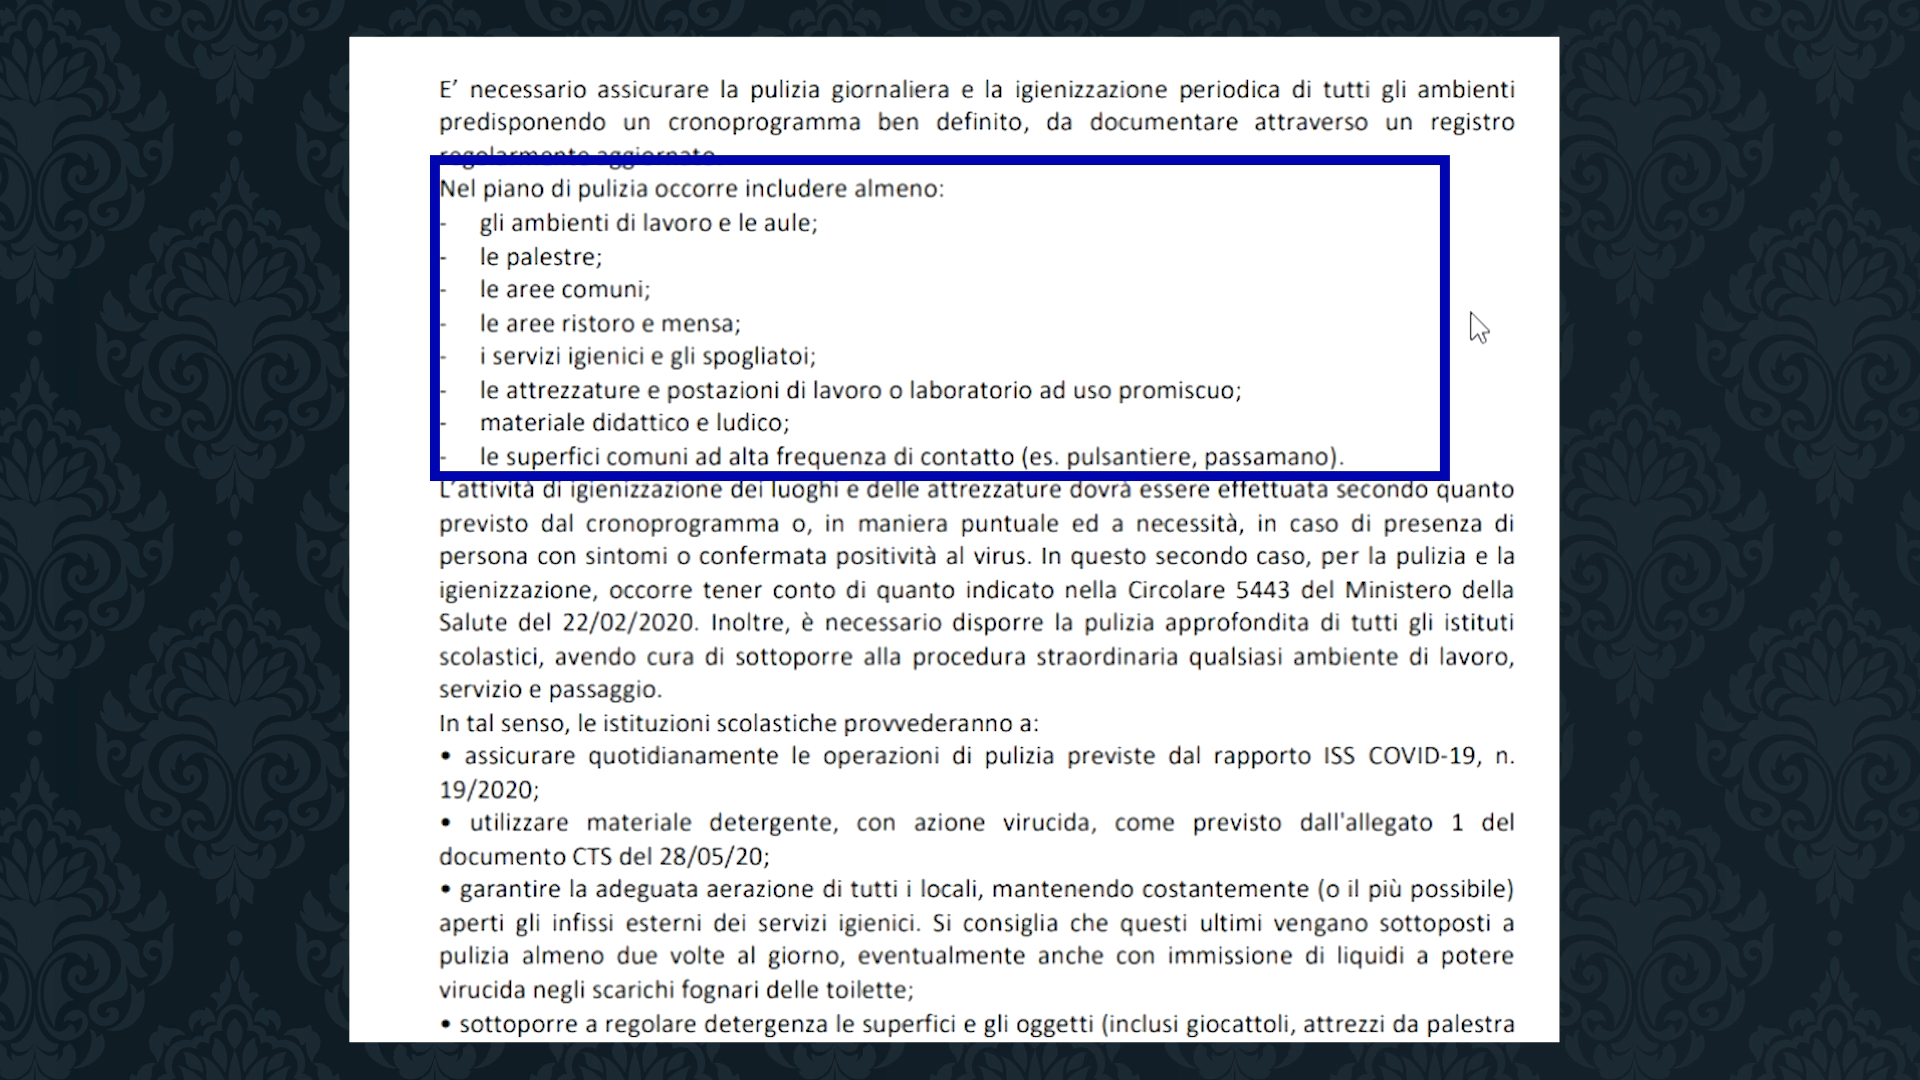 E’ necessario assicurare la pulizia giornaliera e la igienizzazione periodica di tutti gli ambienti
predisponendo un cronoprogramma ben definito, da documentare attraverso un registro
regolarmente aggiornato.
Nel piano di pulizia occorre includere almeno:
- gli ambienti di lavoro e le aule;
- le palestre;
- le aree comuni;
- le aree ristoro e mensa;
- i servizi igienici e gli spogliatoi;
- le attrezzature e postazioni di lavoro o laboratorio ad uso promiscuo;
- materiale didattico e ludico;
- le superfici comuni ad alta frequenza di contatto (es. pulsantiere, passamano).
L’attività di igienizzazione dei luoghi e delle attrezzature dovrà essere effettuata secondo quanto
previsto dal cronoprogramma o, in maniera puntuale ed a necessità, in caso di presenza di
persona con sintomi o confermata positività al virus. In questo secondo caso, per la pulizia e la
igienizzazione, occorre tener conto di quanto indicato nella Circolare 5443 del Ministero della
Salute del 22/02/2020. Inoltre, è necessario disporre la pulizia approfondita di tutti gli istituti
scolastici, avendo cura di sottoporre alla procedura straordinaria qualsiasi ambiente di lavoro,
servizio e passaggio.
In tal senso, le istituzioni scolastiche provvederanno a:
• assicurare quotidianamente le operazioni di pulizia previste dal rapporto ISS COVID-19, n.
19/2020;
• utilizzare materiale detergente, con azione virucida, come previsto dall'allegato 1 del
documento CTS del 28/05/20;
• garantire la adeguata aerazione di tutti i locali, mantenendo costantemente (o il più possibile)
aperti gli infissi esterni dei servizi igienici. Si consiglia che questi ultimi vengano sottoposti a
pulizia almeno due volte al giorno, eventualmente anche con immissione di liquidi a potere
virucida negli scarichi fognari delle toilette;
• sottoporre a regolare detergenza le superfici e gli oggetti (inclusi giocattoli, attrezzi da palestra